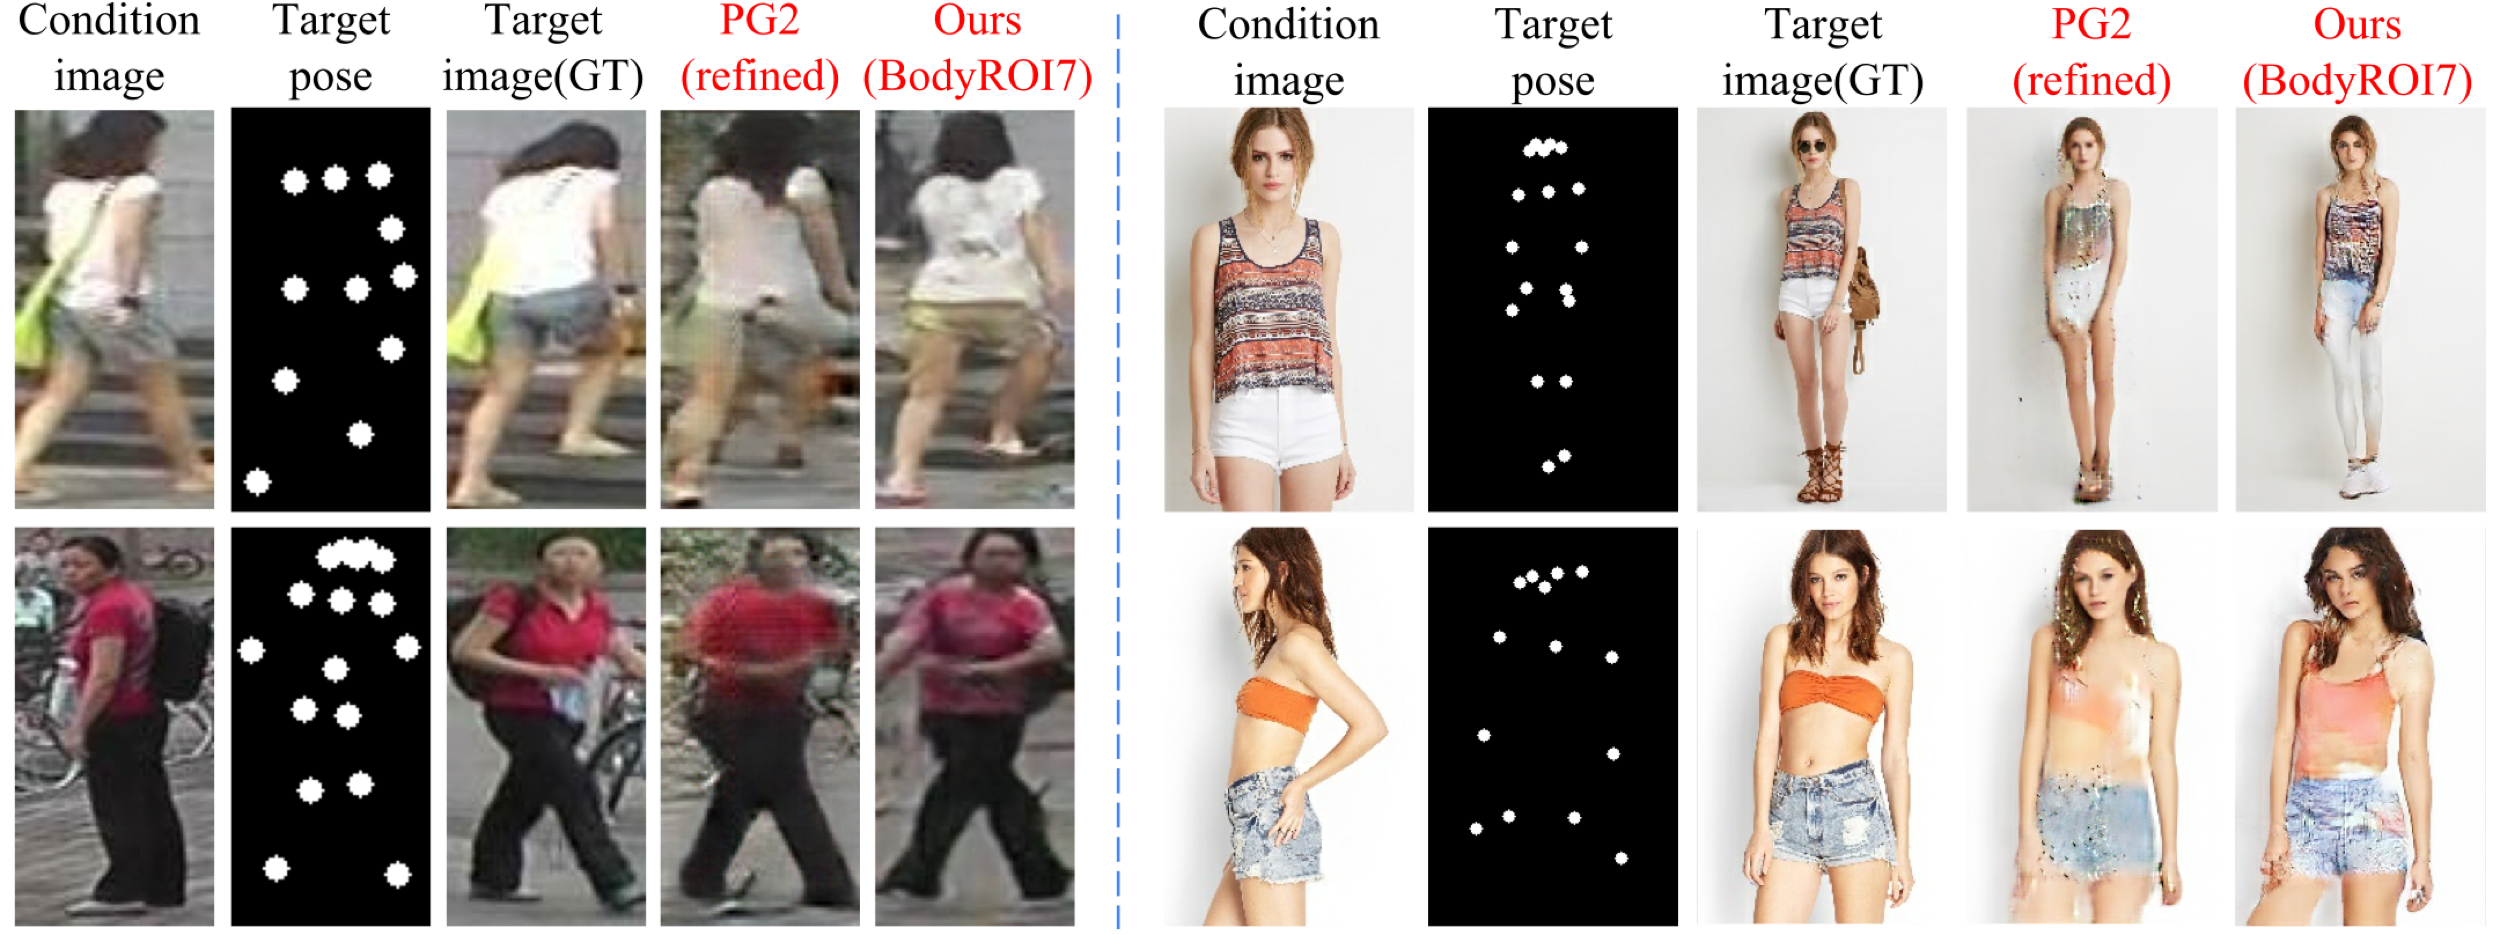 Condition image
Target pose
Target image(GT)
PG2 (refined)
Ours (BodyROI7)
Condition image
Target pose
Target image(GT)
PG2 (refined)
Ours (BodyROI7)